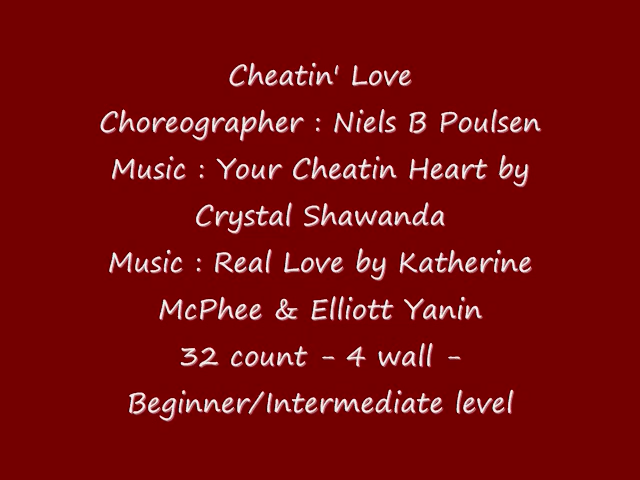 Cheatin' Love
Choreographer : Niels B Poulsen
Music : Your Cheatin Heart by
Crystal Shawanda
Music : Real Love by Katherine
McPhee & Elliott Yanin
32 count - 4 wall -
Beginner/Intermediate level